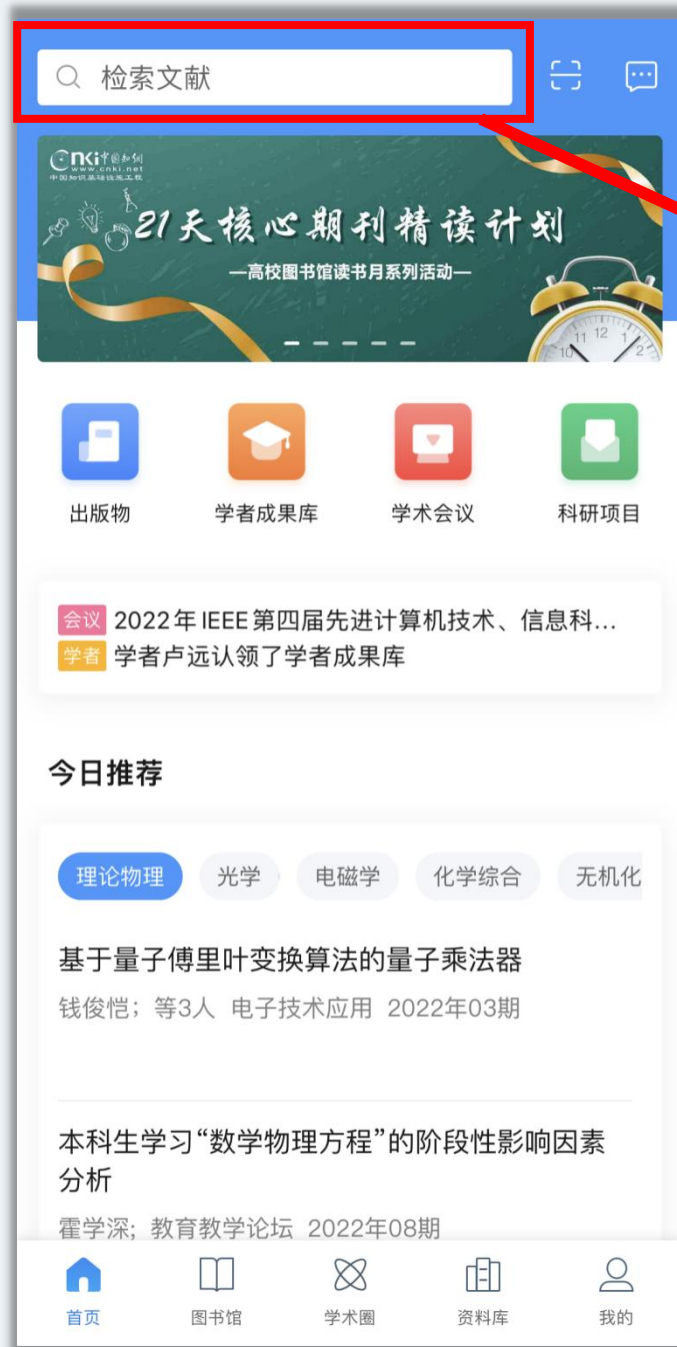 检索文献
cnki中国知网
www.cnki.net
中国知识基础设施工程
21天核心期刊精读计划
—高校图书馆读书月系列活动—
11 12 1
10 2
出版物 学者成果库 学术会议 科研项目
会议 2022年IEEE第四届先进计算机技术、信息科...
学者 学者卢远认领了学者成果库
今日推荐
理论物理 光学 电磁学 化学综合 无机化
基于量子傅里叶变换算法的量子乘法器
钱俊恺；等3人 电子技术应用 2022年03期
本科生学习“数学物理方程”的阶段性影响因素
分析
霍学深; 教育教学论坛 2022年08期
首页 图书馆 学术圈 资料库 我的